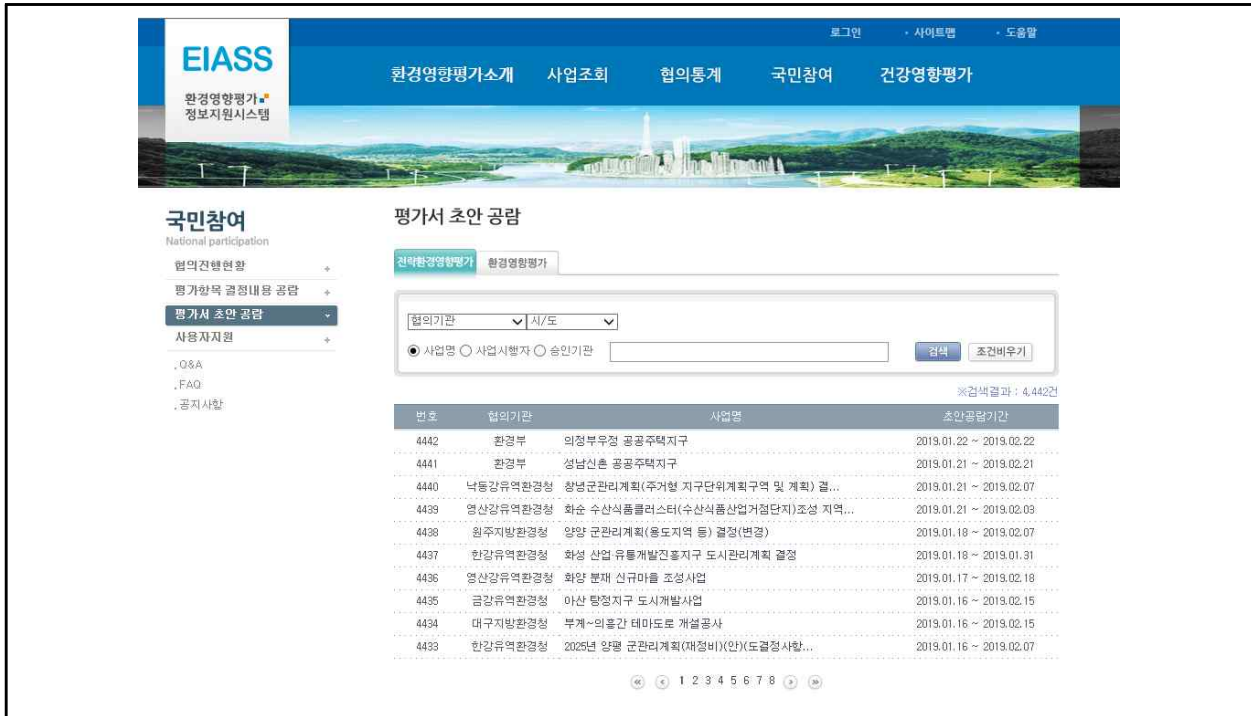 로그인 · 사이트맵 · 도움말
EIASS
환경영향평가
정보지원시스템
환경영향평가소개 사업조회 협의통계 국민참여 건강영향평가
국민참여
National participation
협의진행현황
평가항목 결정내용 공람
평가서 초안 공람
사용자지원
.Q&A
.FAQ
.공지사항
평가서 초안 공람
전략환경영향평가 환경영향평가
협의기관 시/도
사업명 사업시행자 승인기관 검색 조건비우기
※검색결과 : 4,442건
번호 협의기관 사업명 초안공람기간
4442 환경부 의정부우정 공공주택지구 2019.01.22 ~ 2019.02.22
4441 환경부 성남신촌 공공주택지구 2019.01.21 ~ 2019.02.21
4440 낙동강유역환경청 창녕군관리계획(주거형 지구단위계획구역 및 계획) 결... 2019.01.21 ~ 2019.02.07
4439 영산강유역환경청 화순 수산식품클러스터(수산식품산업거점단지)조성 지역... 2019.01.21 ~ 2019.02.03
4438 원주지방환경청 양양 군관리계획(용도지역 등) 결정(변경) 2019.01.18 ~ 2019.02.07
4437 한강유역환경청 화성 산업·유통개발진흥지구 도시관리계획 결정 2019.01.18 ~ 2019.01.31
4436 영산강유역환경청 화양 분재 신규마을 조성사업 2019.01.17 ~ 2019.02.18
4435 금강유역환경청 아산 탕정지구 도시개발사업 2019.01.16 ~ 2019.02.15
4434 대구지방환경청 부계~의흥간 테마도로 개설공사 2019.01.16 ~ 2019.02.15
4433 한강유역환경청 2025년 양평 군관리계획(재정비)(안)(도결정사항... 2019.01.16 ~ 2019.02.07
1 2 3 4 5 6 7 8